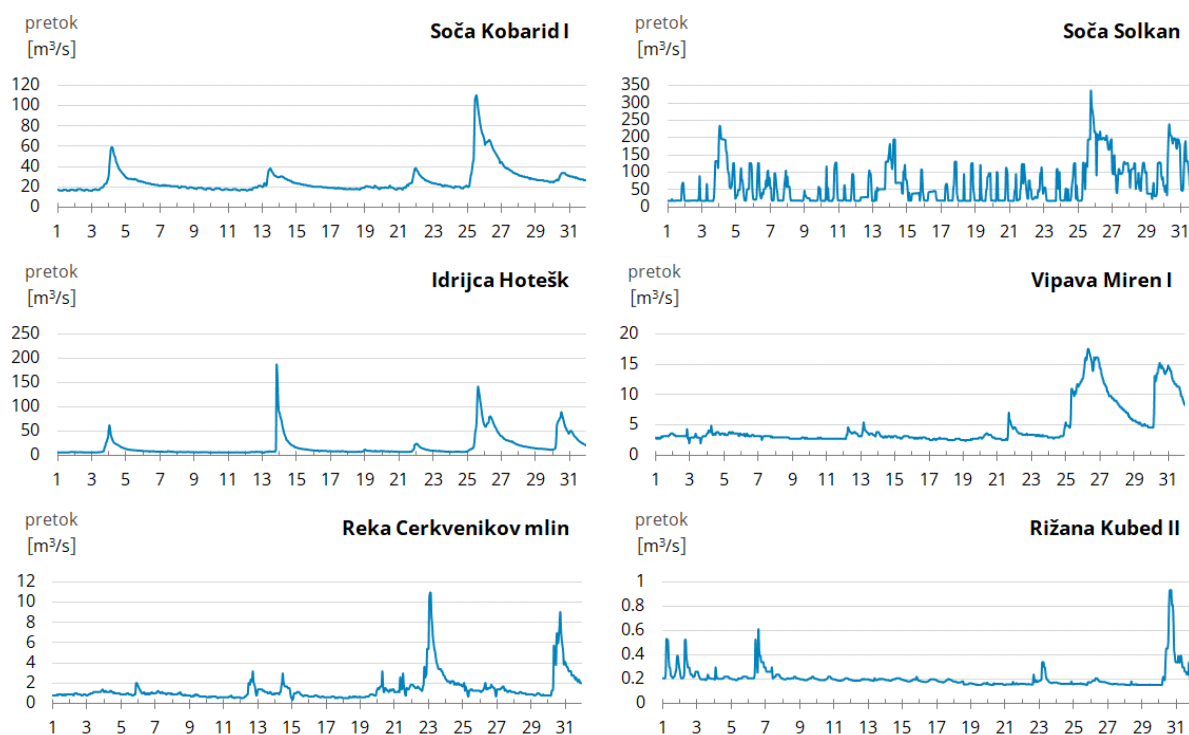 pretok
[m³/s]
Soča Kobarid I
120
100
80
60
40
20
0
1 3 5 7 9 11 13 15 17 19 21 23 25 27 29 31
pretok
[m³/s]
Soča Solkan
350
300
250
200
150
100
50
0
1 3 5 7 9 11 13 15 17 19 21 23 25 27 29 31
pretok
[m³/s]
Idrijca Hotešk
250
200
150
100
50
0
1 3 5 7 9 11 13 15 17 19 21 23 25 27 29 31
pretok
[m³/s]
Vipava Miren I
20
15
10
5
0
1 3 5 7 9 11 13 15 17 19 21 23 25 27 29 31
pretok
[m³/s]
Reka Cerkvenikov mlin
12
10
8
6
4
2
0
1 3 5 7 9 11 13 15 17 19 21 23 25 27 29 31
pretok
[m³/s]
Rižana Kubed II
1
0.8
0.6
0.4
0.2
0
1 3 5 7 9 11 13 15 17 19 21 23 25 27 29 31